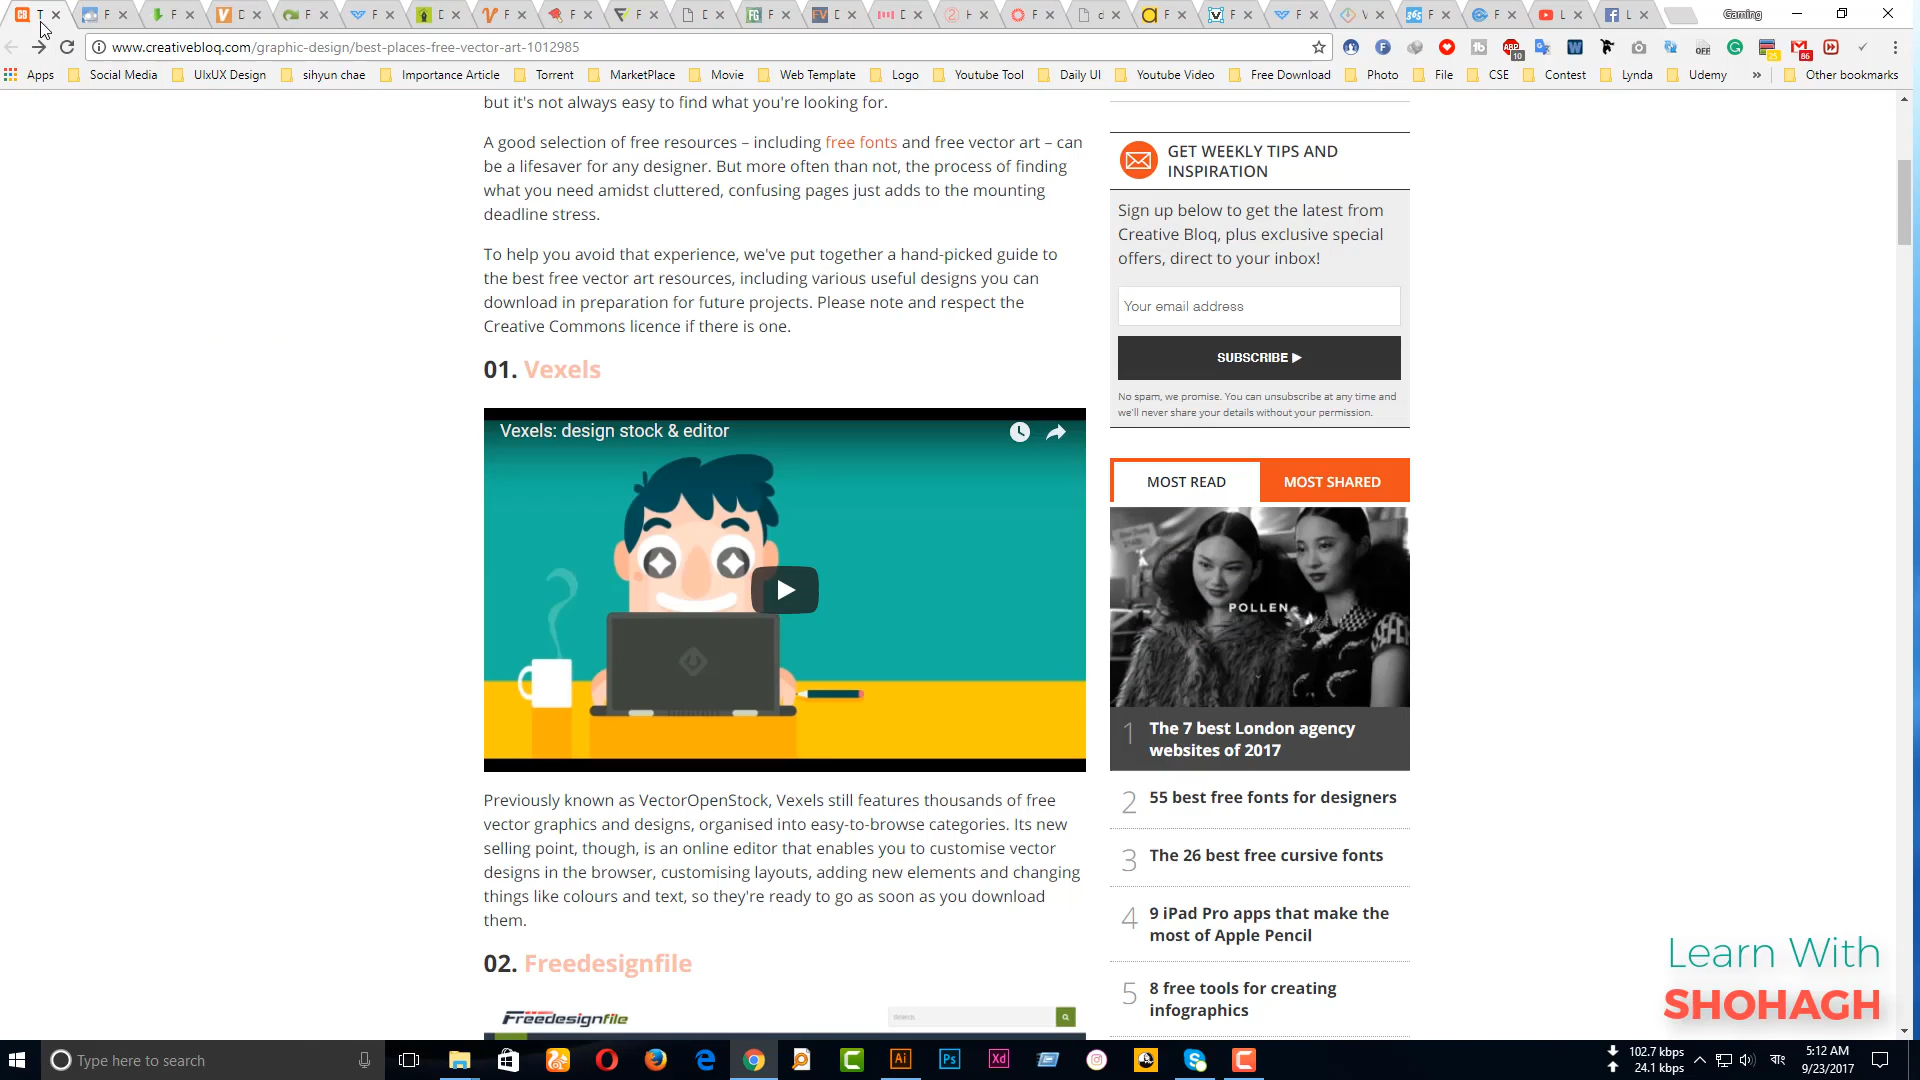 Gaming
www.creativebloq.com/graphic-design/best-places-free-vector-art-1012985
Apps
Social Media
UIxUX Design
sihyun chae
Importance Article
Torrent
MarketPlace
Movie
Web Template
Logo
Youtube Tool
Daily UI
Youtube Video
Free Download
Photo
File
CSE
Contest
Lynda
Udemy
Other bookmarks
but it's not always easy to find what you're looking for.
A good selection of free resources – including free fonts and free vector art – can
be a lifesaver for any designer. But more often than not, the process of finding
what you need amidst cluttered, confusing pages just adds to the mounting
deadline stress.
To help you avoid that experience, we've put together a hand-picked guide to
the best free vector art resources, including various useful designs you can
download in preparation for future projects. Please note and respect the
Creative Commons licence if there is one.
01. Vexels
Vexels: design stock & editor
Previously known as VectorOpenStock, Vexels still features thousands of free
vector graphics and designs, organised into easy-to-browse categories. Its new
selling point, though, is an online editor that enables you to customise vector
designs in the browser, customising layouts, adding new elements and changing
things like colours and text, so they're ready to go as soon as you download
them.
02. Freedesignfile
Freedesignfile
GET WEEKLY TIPS AND
INSPIRATION
Sign up below to get the latest from
Creative Bloq, plus exclusive special
offers, direct to your inbox!
Your email address
SUBSCRIBE ▶
No spam, we promise. You can unsubscribe at any time and
we'll never share your details without your permission.
MOST READ
MOST SHARED
POLLEN
1 The 7 best London agency
websites of 2017
2 55 best free fonts for designers
3 The 26 best free cursive fonts
4 9 iPad Pro apps that make the
most of Apple Pencil
5 8 free tools for creating
infographics
Learn With
SHOHAGH
Type here to search
102.7 kbps
24.1 kbps
বাং
5:12 AM
9/23/2017